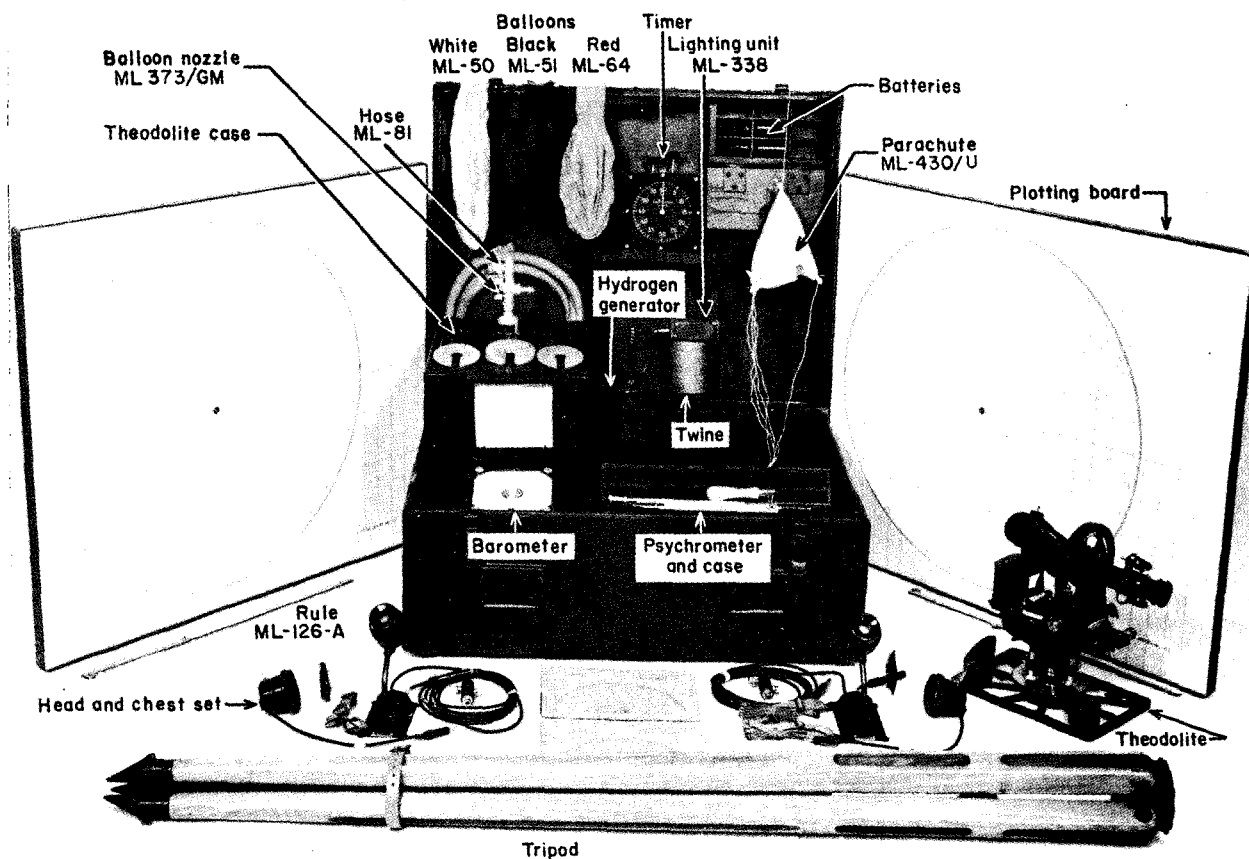 Balloons
White Black Red
ML-50 ML-51 ML-64
Timer
Lighting unit
ML-338
Balloon nozzle
ML 373/GM
Batteries
Theodolite case
Hose
ML-81
Parachute
ML-430/U
Plotting board
Hydrogen
generator
Twine
Barometer
Psychrometer
and case
Rule
ML-126-A
Head and chest set
Theodolite
Tripod